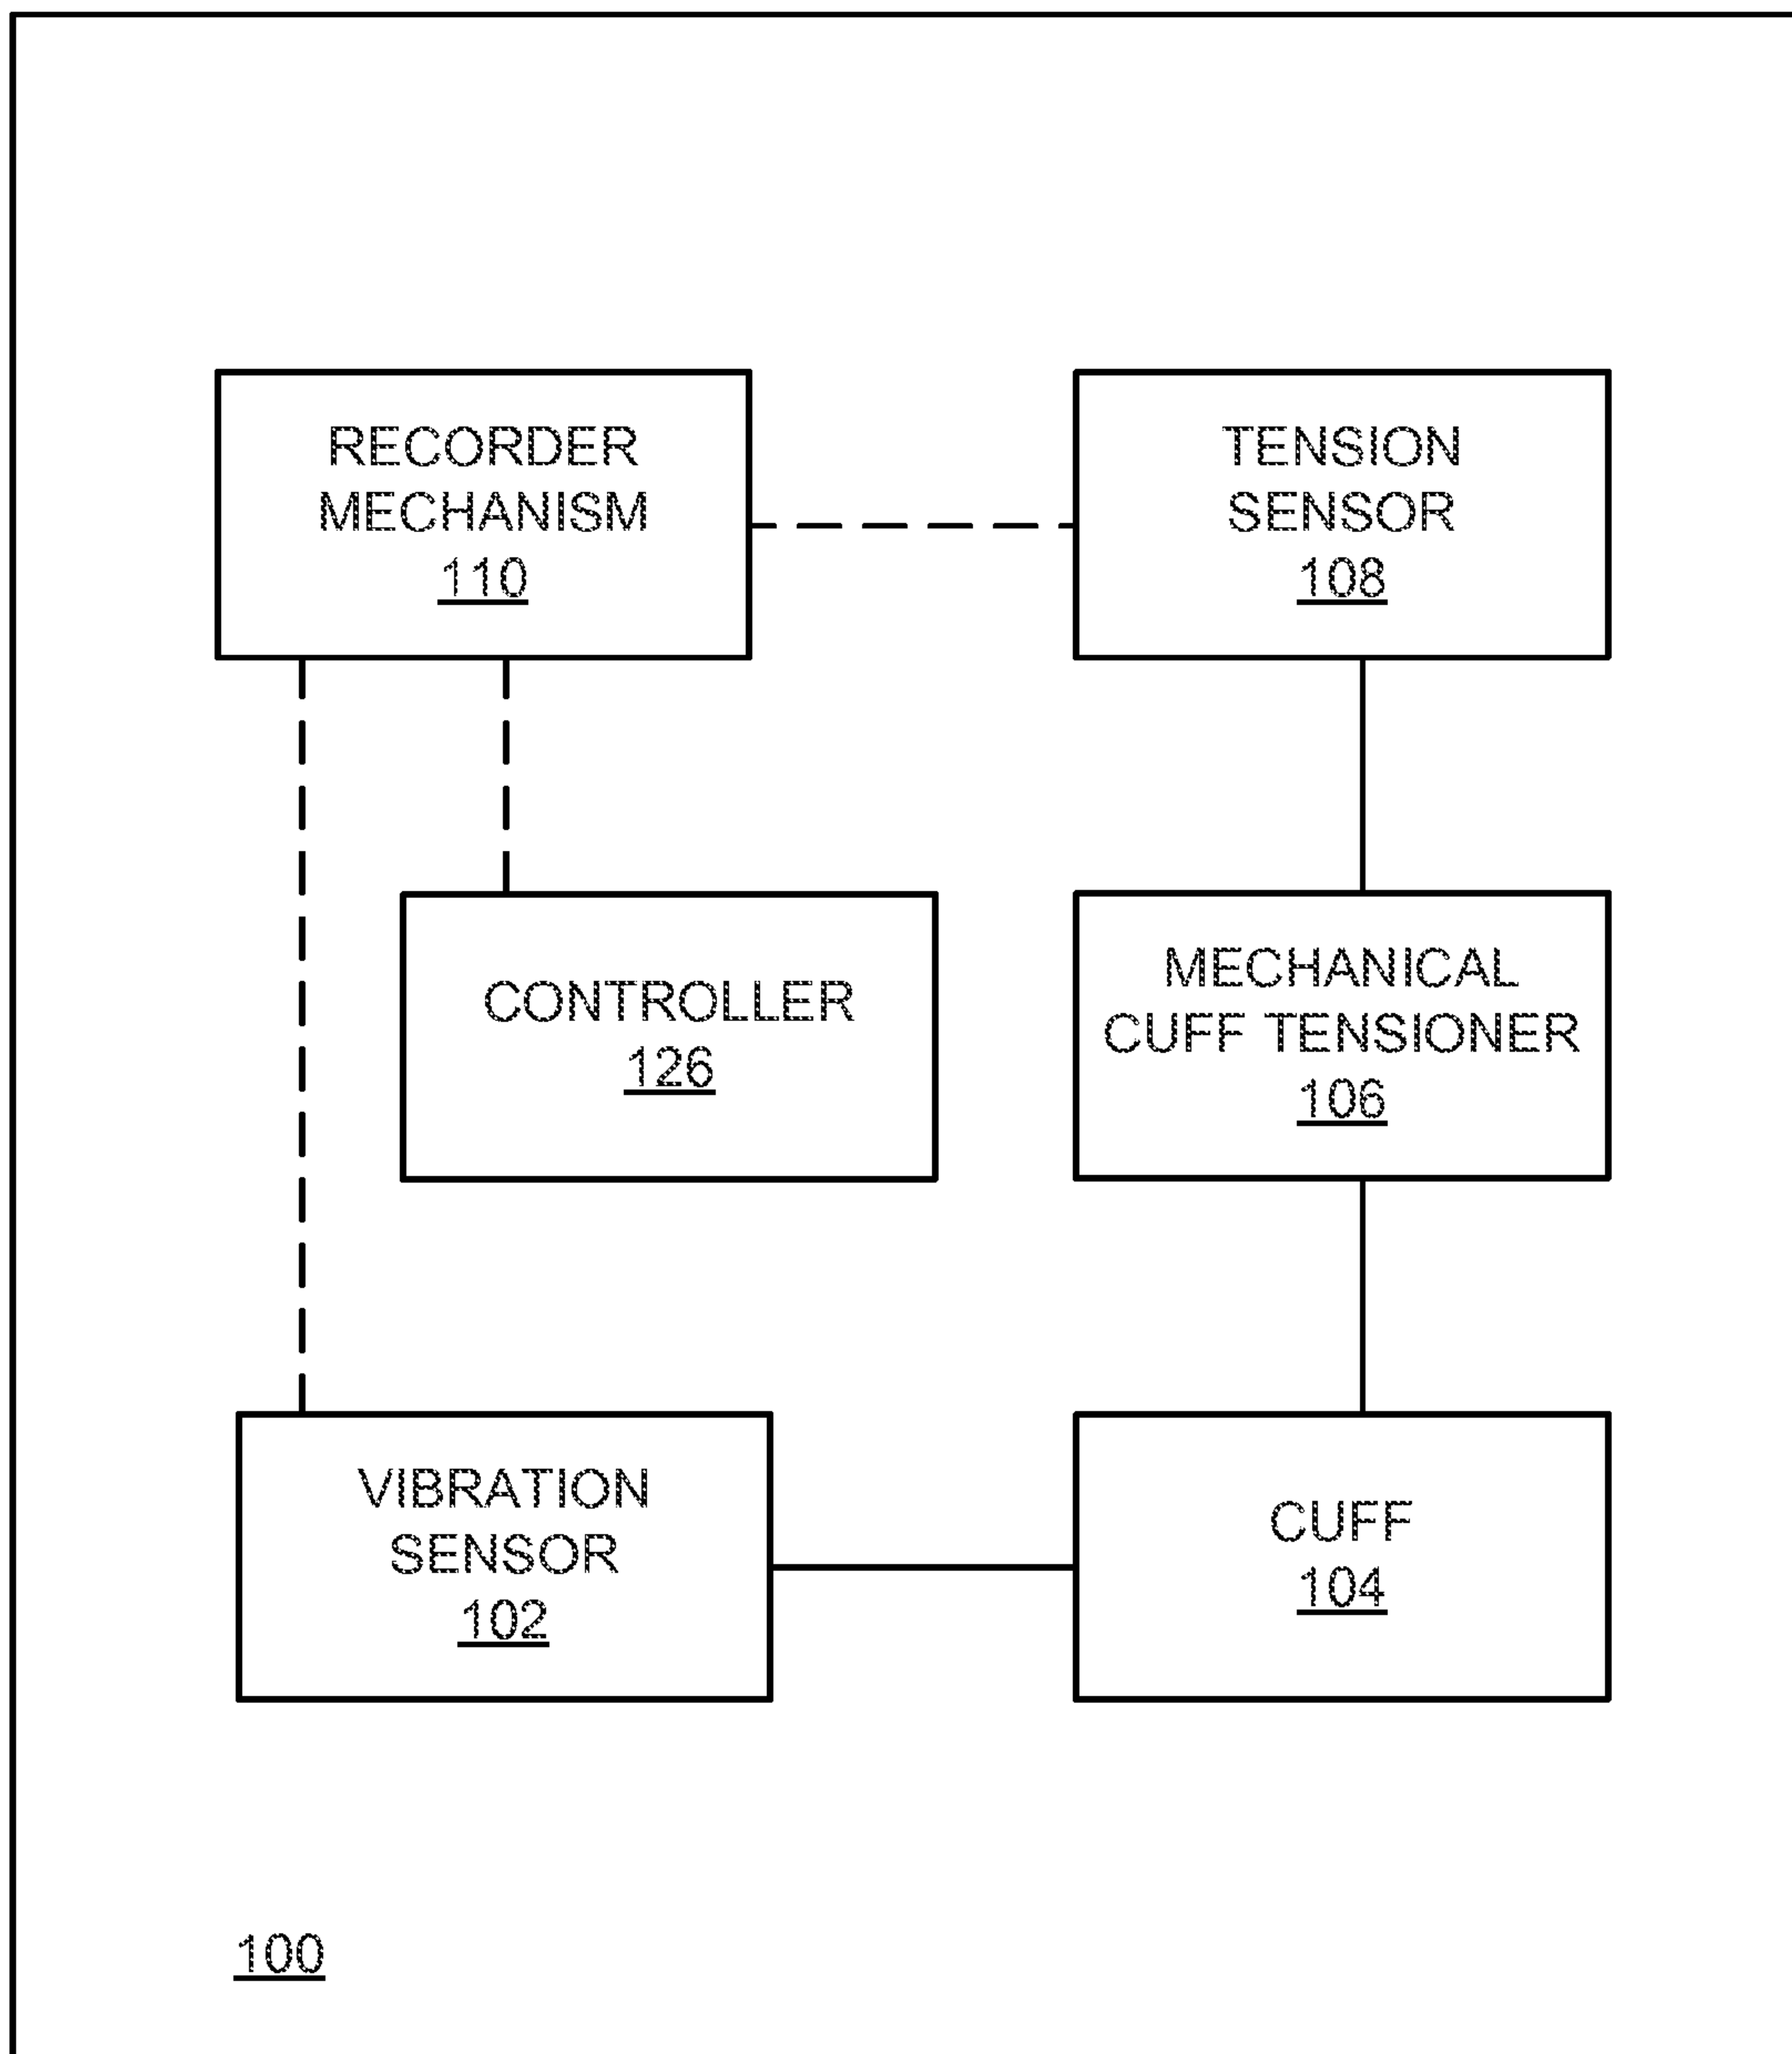 RECORDER
MECHANISM
110
TENSION
SENSOR
108
CONTROLLER
126
MECHANICAL
CUFF TENSIONER
106
VIBRATION
SENSOR
102
CUFF
104
100